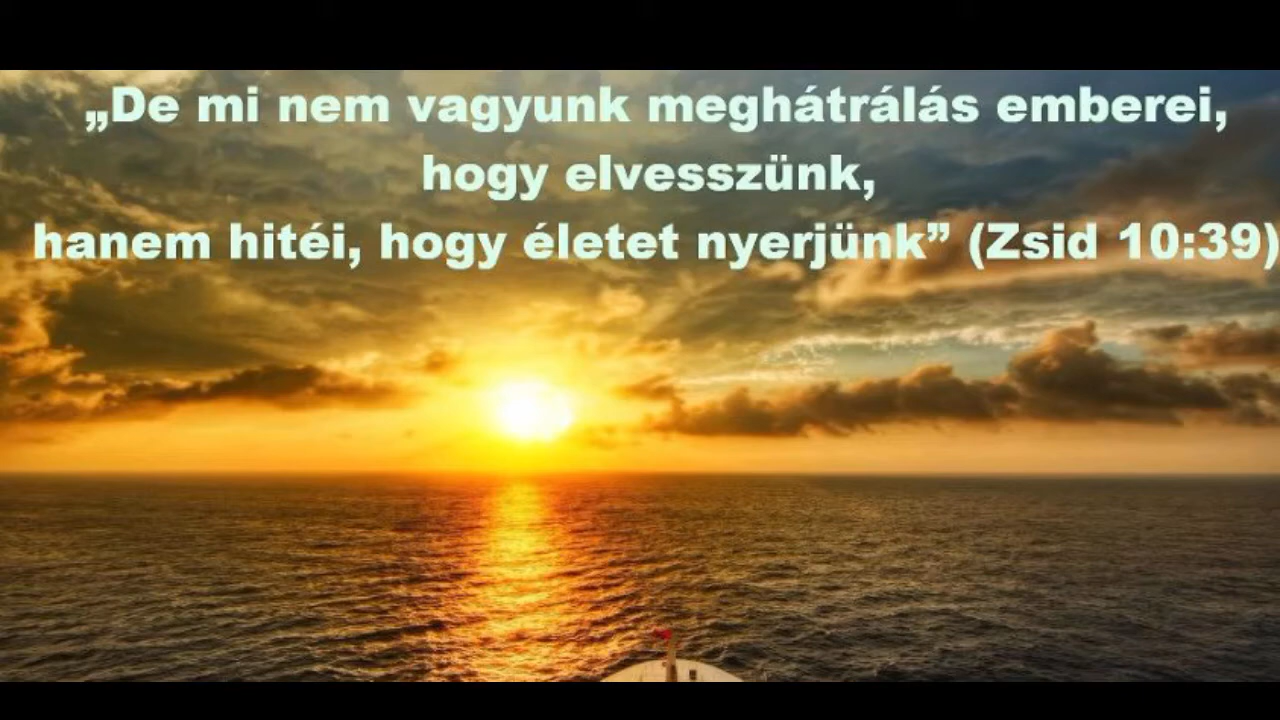 „De mi nem vagyunk meghátrálás emberei,
hogy elvesszünk,
hanem hitéi, hogy életet nyerjünk” (Zsid 10:39)